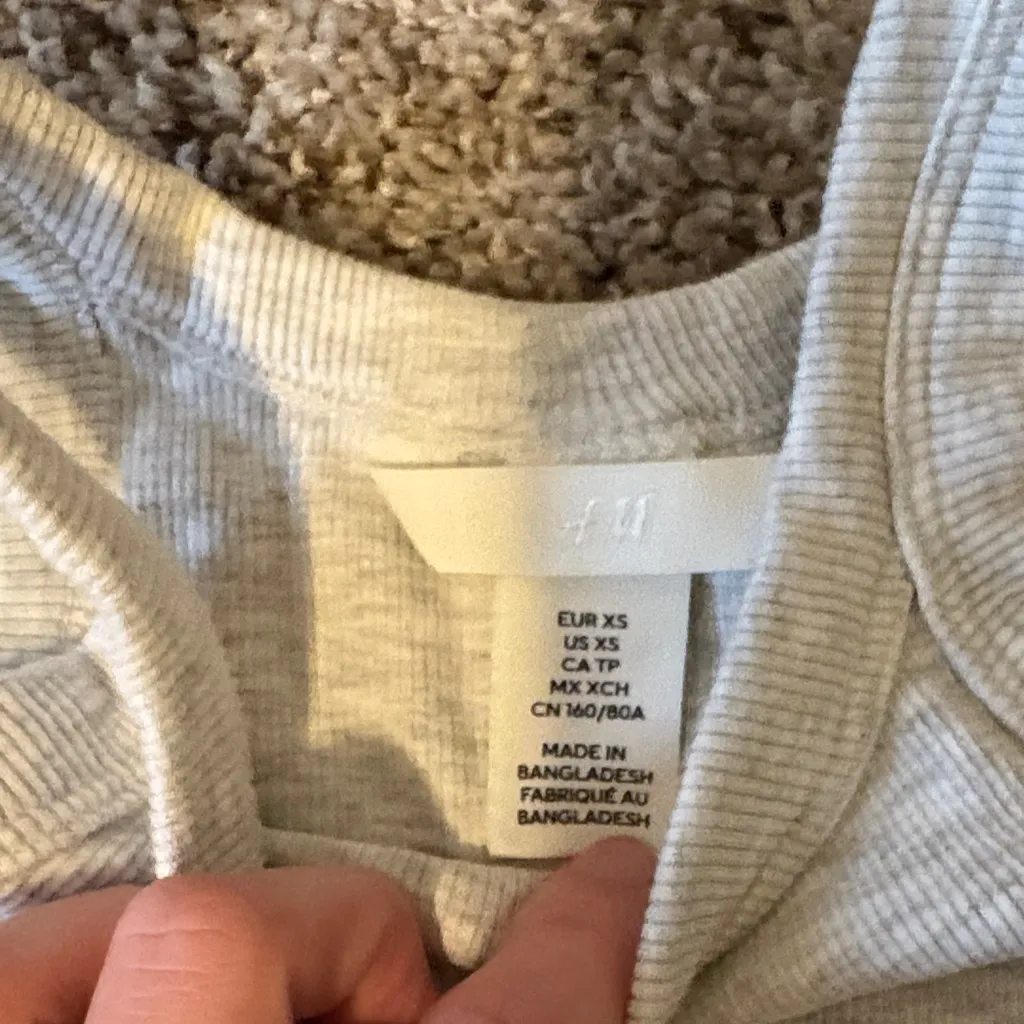 H&M
EUR XS
US XS
CA TP
MX XCH
CN 160/80A
MADE IN
BANGLADESH
FABRIQUÉ AU
BANGLADESH